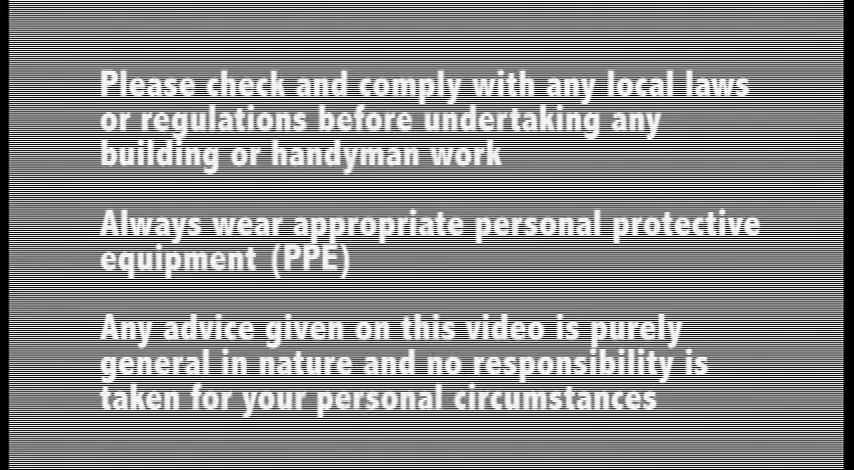 Please check and comply with any local laws
or regulations before undertaking any
building or handyman work
Always wear appropriate personal protective
equipment (PPE)
Any advice given on this video is purely
general in nature and no responsibility is
taken for your personal circumstances